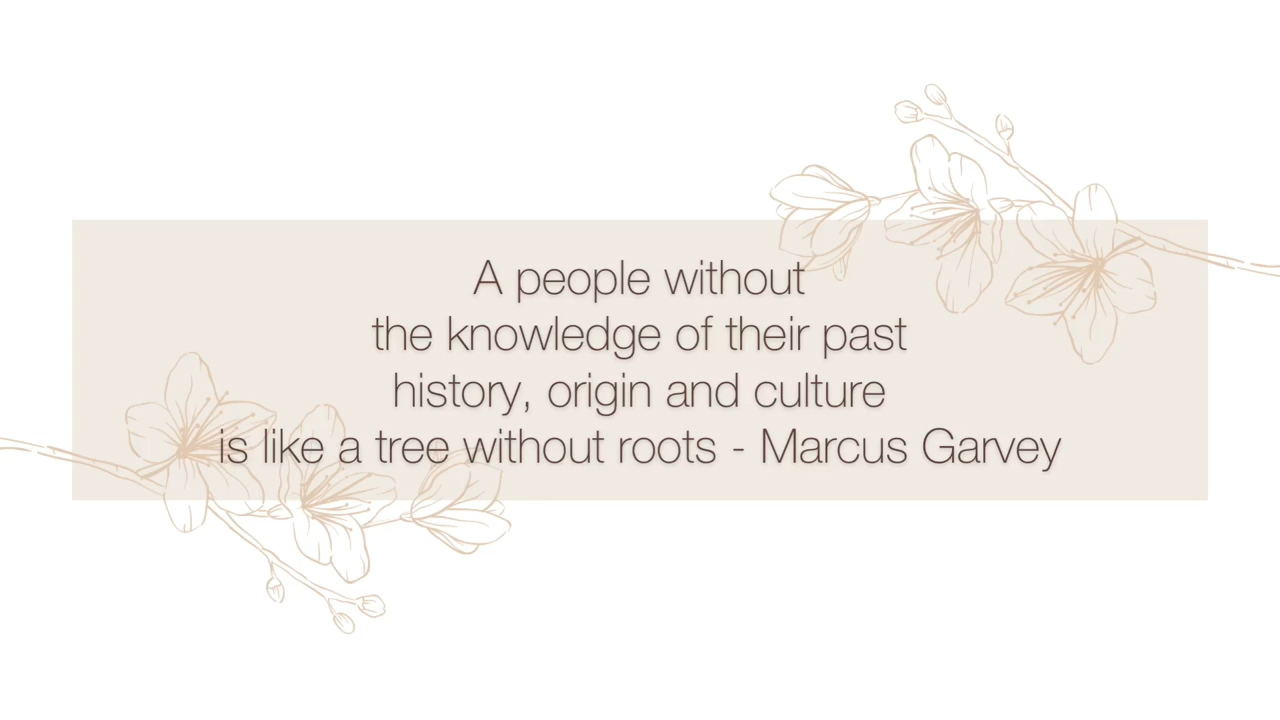 A people without
the knowledge of their past
history, origin and culture
is like a tree without roots - Marcus Garvey